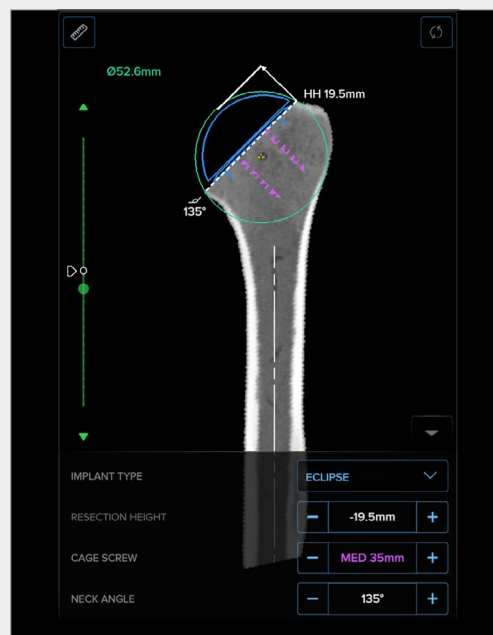 Ø52.6mm
HH 19.5mm
135°
IMPLANT TYPE
ECLIPSE
RESECTION HEIGHT
-19.5mm
CAGE SCREW
MED 35mm
NECK ANGLE
135°